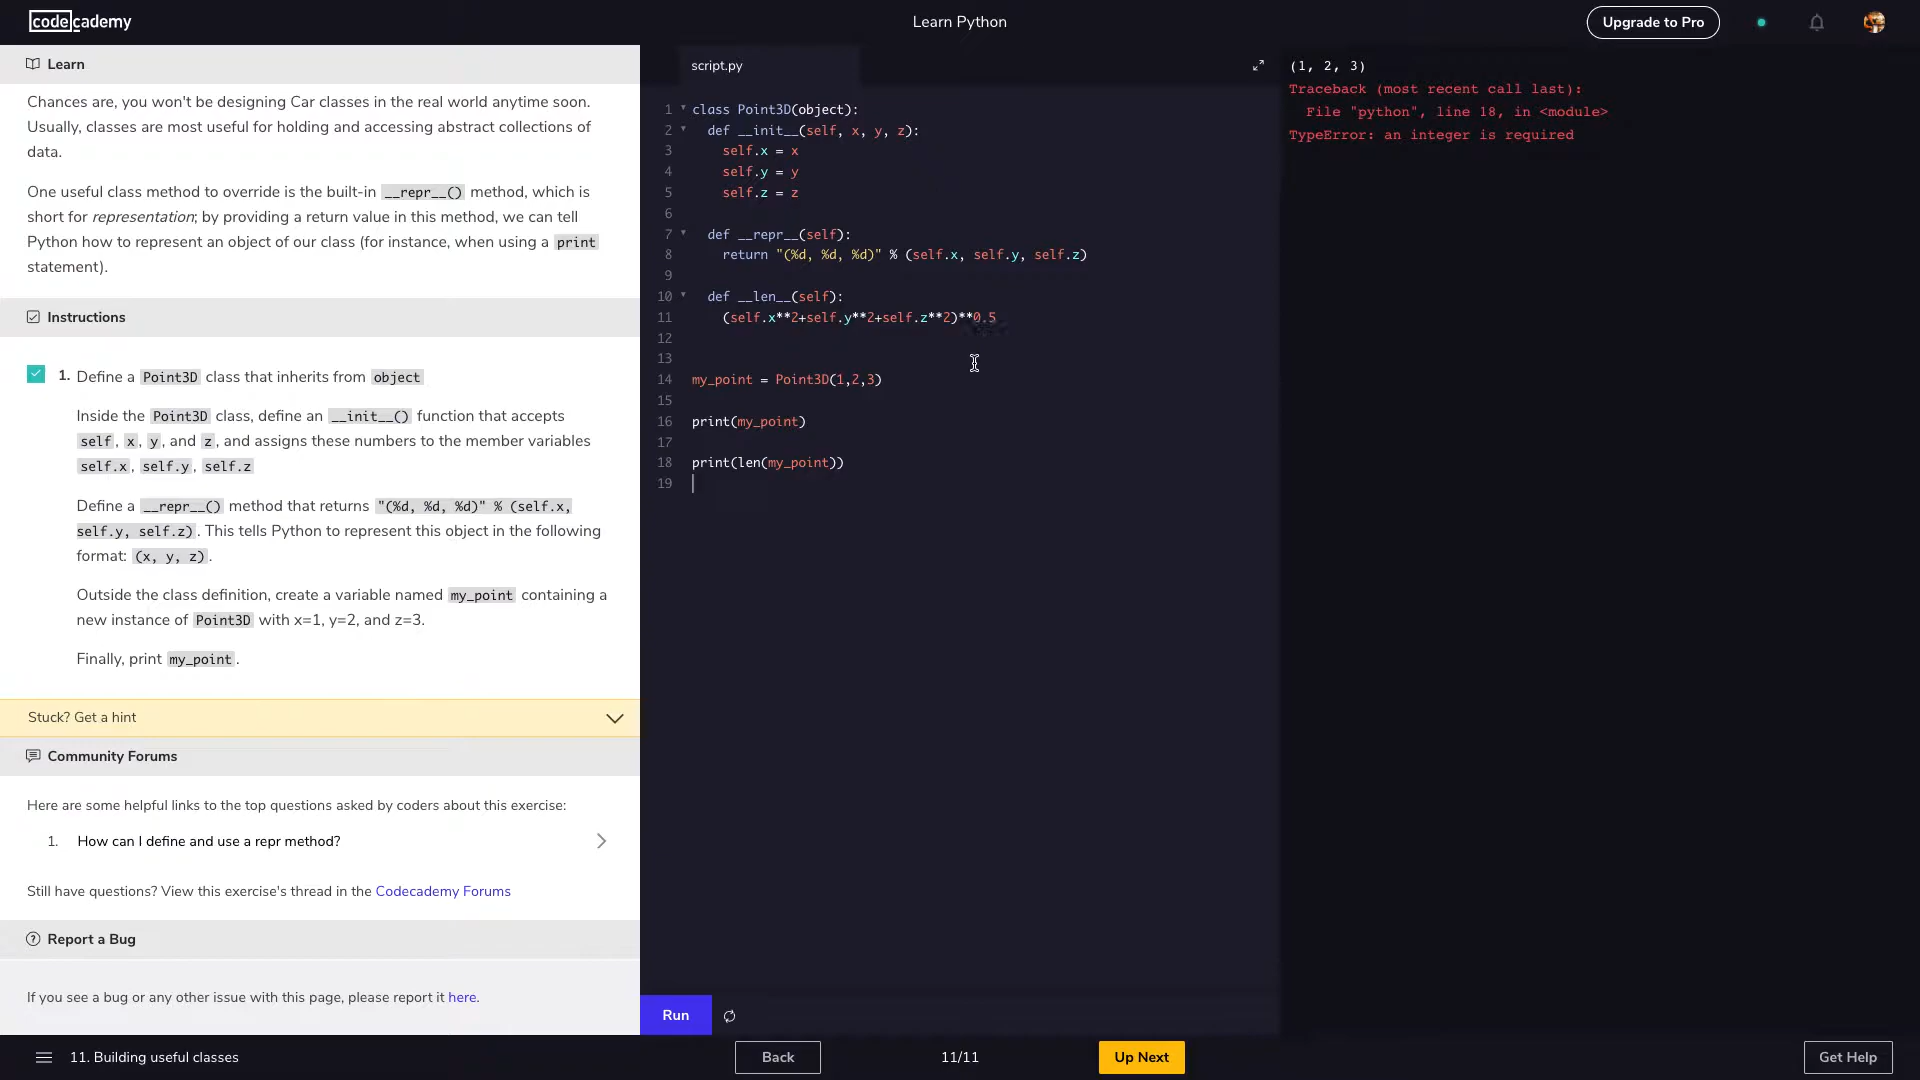 codecademy
Learn Python
Upgrade to Pro
Learn
Chances are, you won't be designing Car classes in the real world anytime soon.
Usually, classes are most useful for holding and accessing abstract collections of
data.
One useful class method to override is the built-in __repr__() method, which is
short for representation; by providing a return value in this method, we can tell
Python how to represent an object of our class (for instance, when using a print
statement).
Instructions
1. Define a Point3D class that inherits from object
Inside the Point3D class, define an __init__() function that accepts
self, x, y, and z, and assigns these numbers to the member variables
self.x, self.y, self.z
Define a __repr__() method that returns "(%d, %d, %d)" % (self.x,
self.y, self.z). This tells Python to represent this object in the following
format: (x, y, z).
Outside the class definition, create a variable named my_point containing a
new instance of Point3D with x=1, y=2, and z=3.
Finally, print my_point.
Stuck? Get a hint
Community Forums
Here are some helpful links to the top questions asked by coders about this exercise:
1. How can I define and use a repr method?
Still have questions? View this exercise's thread in the Codecademy Forums
Report a Bug
If you see a bug or any other issue with this page, please report it here.
script.py
1 class Point3D(object):
2 def __init__(self, x, y, z):
3 self.x = x
4 self.y = y
5 self.z = z
6
7 def __repr__(self):
8 return "(%d, %d, %d)" % (self.x, self.y, self.z)
9
10 def __len__(self):
11 (self.x**2+self.y**2+self.z**2)**0.5
12
13
14 my_point = Point3D(1,2,3)
15
16 print(my_point)
17
18 print(len(my_point))
19
Run
(1, 2, 3)
Traceback (most recent call last):
File "python", line 18, in <module>
TypeError: an integer is required
11. Building useful classes
Back
11/11
Up Next
Get Help